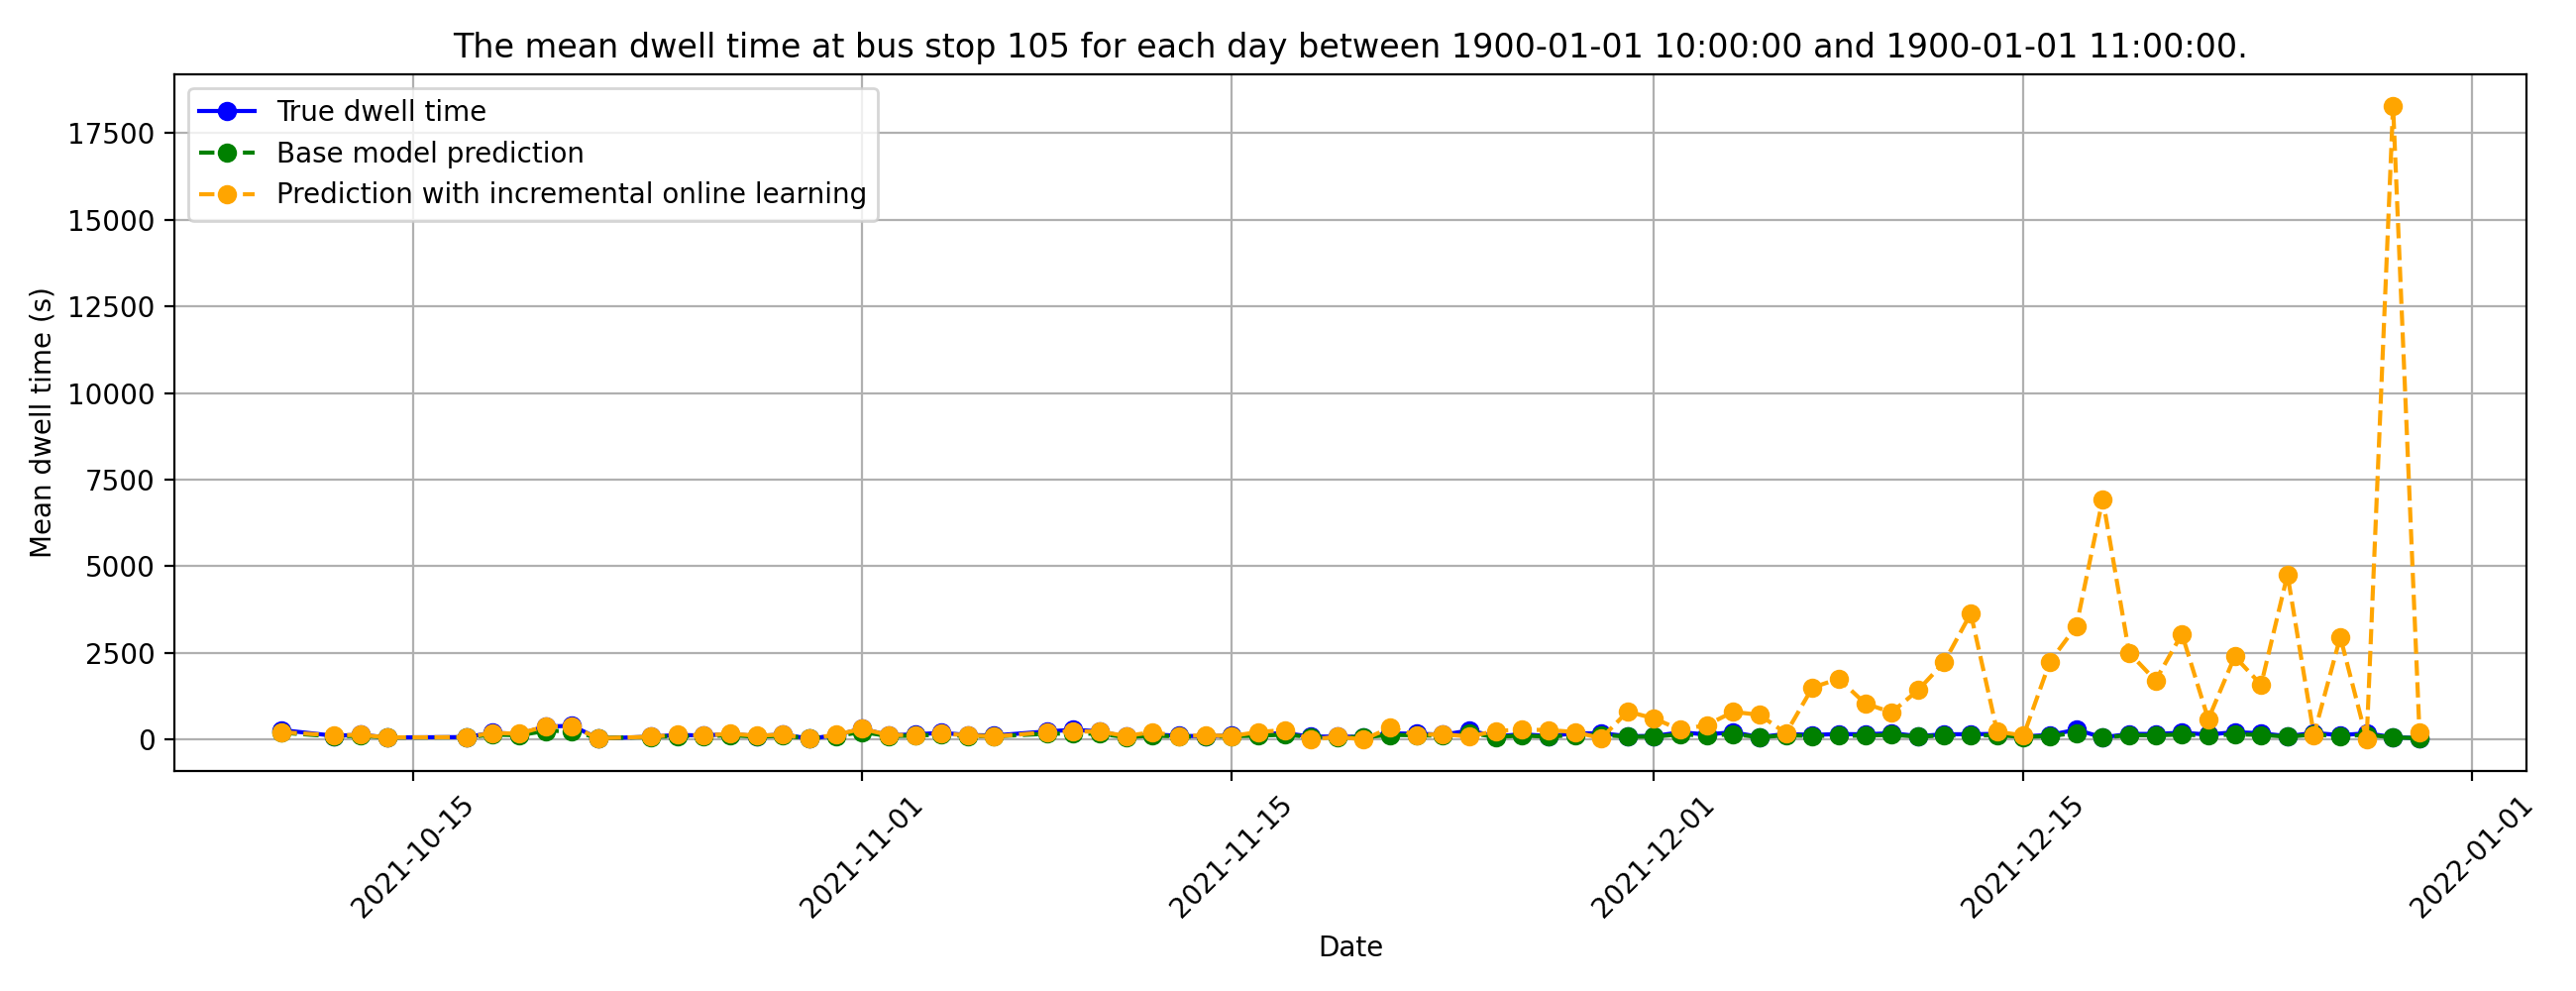 The mean dwell time at bus stop 105 for each day between 1900-01-01 10:00:00 and 1900-01-01 11:00:00.
True dwell time
Base model prediction
Prediction with incremental online learning
Mean dwell time (s)
17500
15000
12500
10000
7500
5000
2500
0
2021-10-15
2021-11-01
2021-11-15
2021-12-01
2021-12-15
2022-01-01
Date